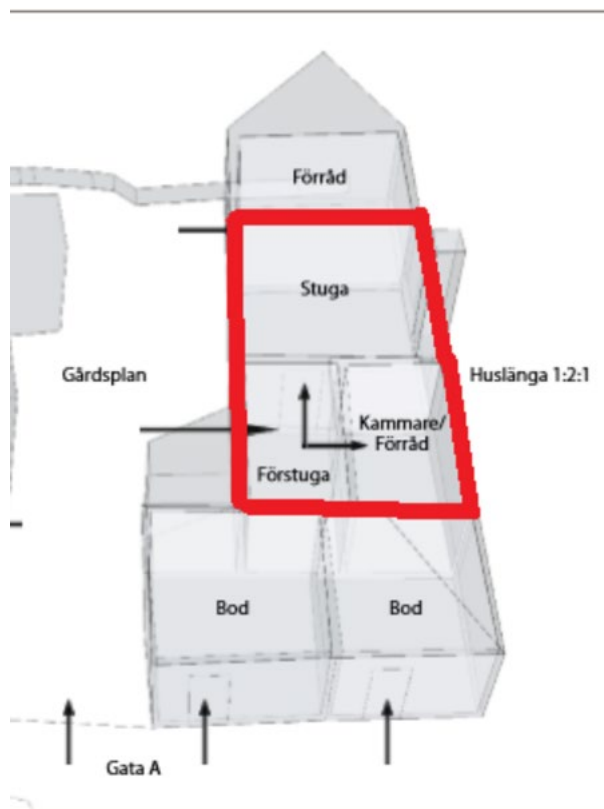 Förråd
Stuga
Gårdsplan
Huslänga 1:2:1
Kammare/
Förråd
Förstuga
Bod
Bod
Gata A